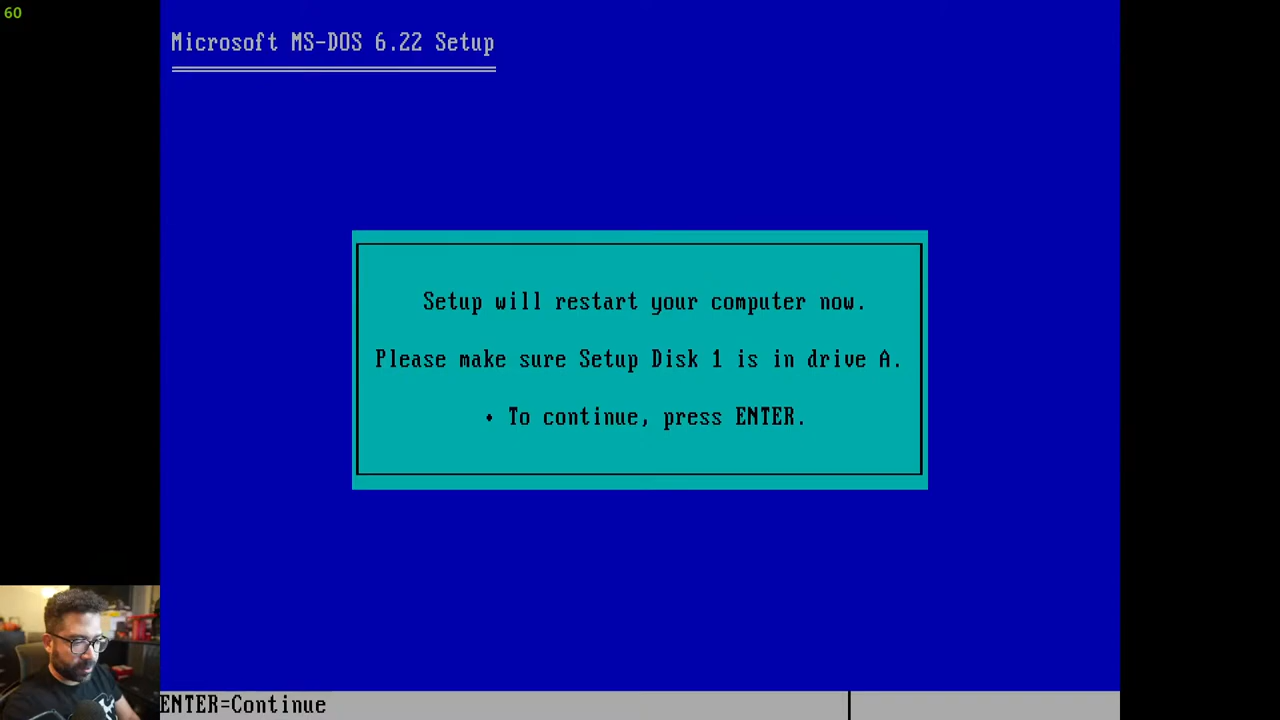 60
Microsoft MS-DOS 6.22 Setup
Setup will restart your computer now.
Please make sure Setup Disk 1 is in drive A.
• To continue, press ENTER.
ENTER=Continue